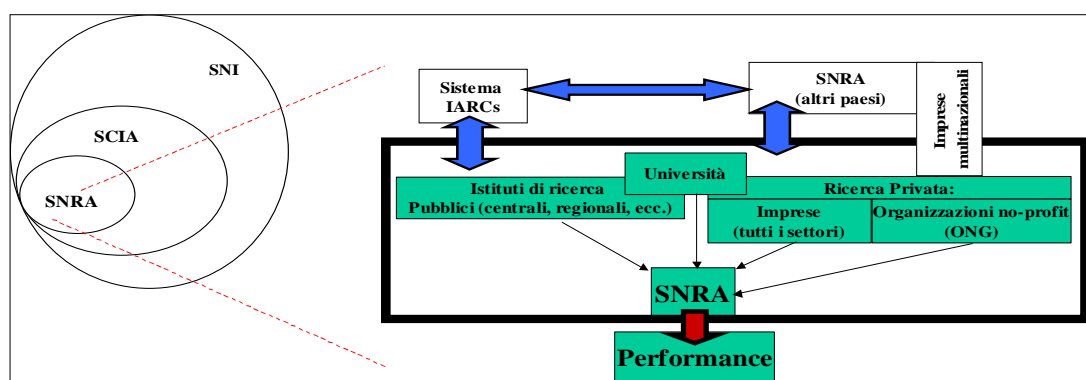 SNI
SCIA
SNRA
Sistema
IARCs
SNRA
(altri paesi)
Imprese
multinazionali
Università
Istituti di ricerca
Pubblici (centrali, regionali, ecc.)
Ricerca Privata:
Imprese
(tutti i settori)
Organizzazioni no-profit
(ONG)
SNRA
Performance